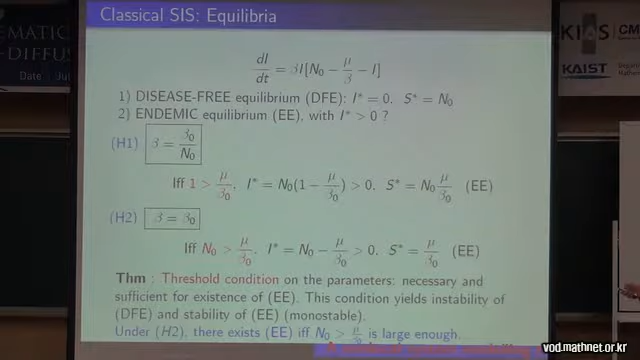 Classical SIS: Equilibria
dI/dt = βI[N₀ − μ/β − I]
1) DISEASE-FREE equilibrium (DFE): I* = 0, S* = N₀
2) ENDEMIC equilibrium (EE), with I* > 0 ?
(H1) β = β₀/N₀
Iff 1 > μ/β₀, I* = N₀(1 − μ/β₀) > 0, S* = N₀ μ/β₀ (EE)
(H2) β = β₀
Iff N₀ > μ/β₀, I* = N₀ − μ/β₀ > 0, S* = μ/β₀ (EE)
Thm : Threshold condition on the parameters: necessary and
sufficient for existence of (EE). This condition yields instability of
(DFE) and stability of (EE) (monostable).
Under (H2), there exists (EE) iff N₀ > μ/β₀ is large enough.
EMATIC
-DIFFUS
Date
KIAS
CM
KAIST
vod.mathnet.or.kr